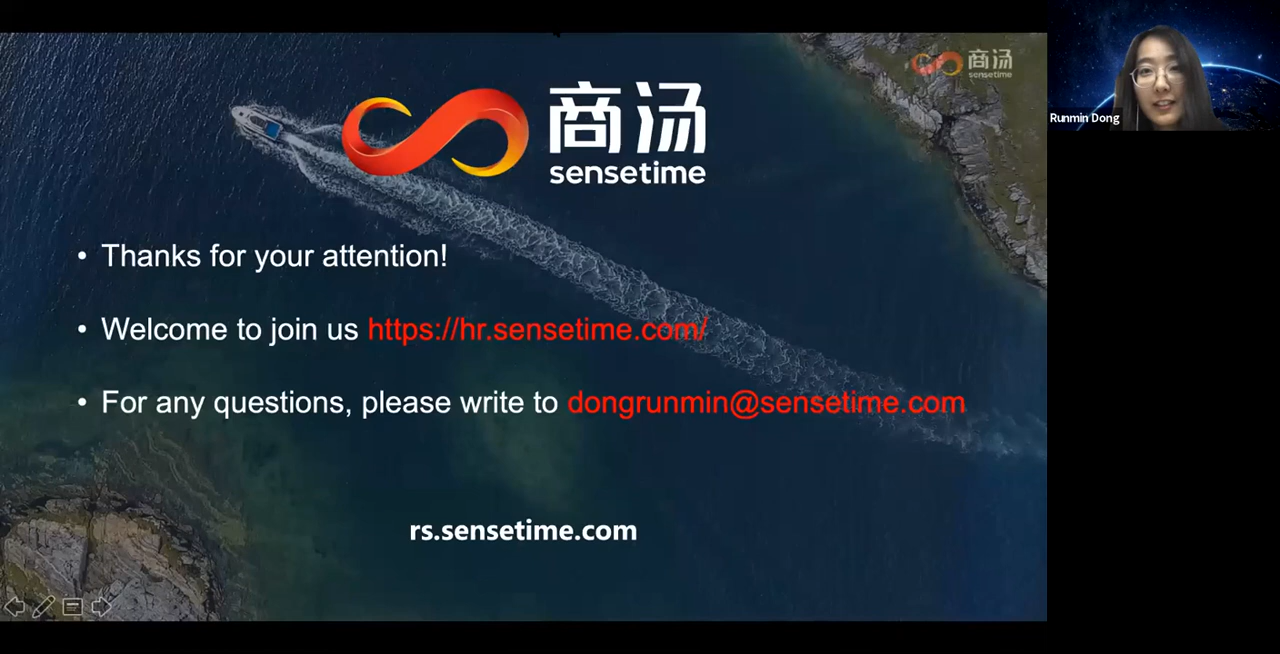 商汤
sensetime
商汤
sensetime
Runmin Dong
• Thanks for your attention!
• Welcome to join us https://hr.sensetime.com/
• For any questions, please write to dongrunmin@sensetime.com
rs.sensetime.com